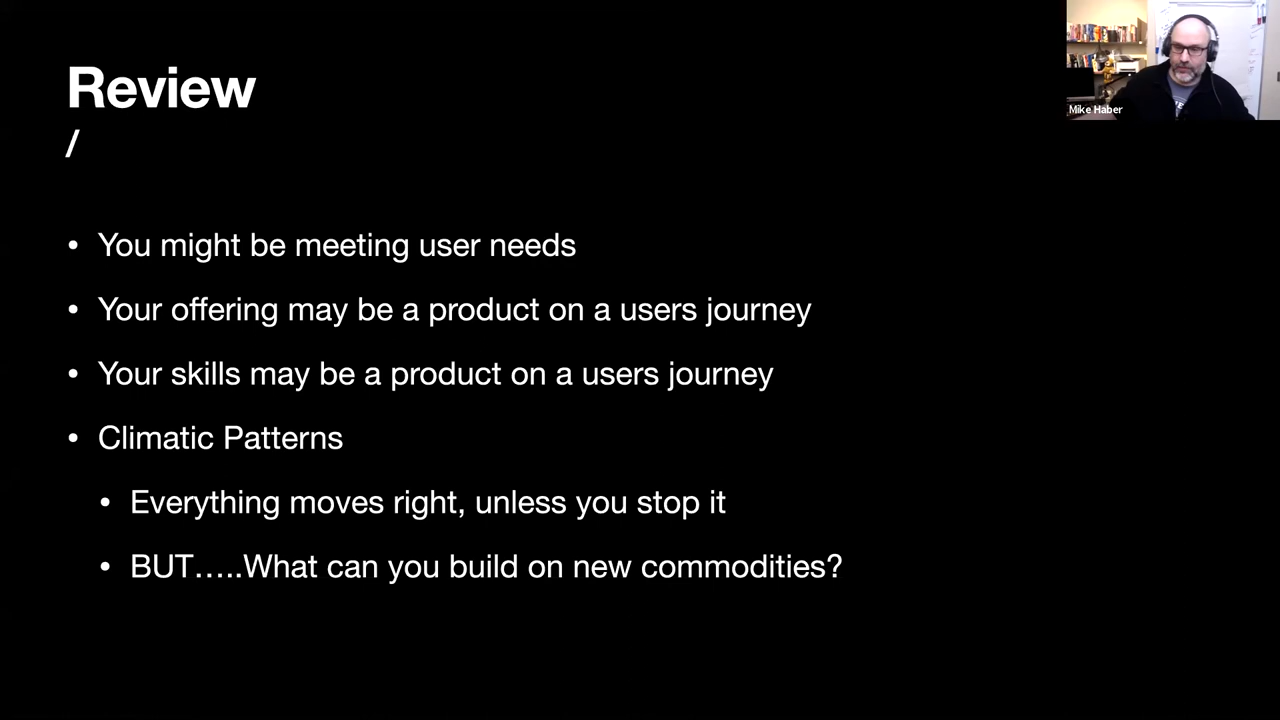 Review
/
• You might be meeting user needs
• Your offering may be a product on a users journey
• Your skills may be a product on a users journey
• Climatic Patterns
• Everything moves right, unless you stop it
• BUT…..What can you build on new commodities?
Mike Haber